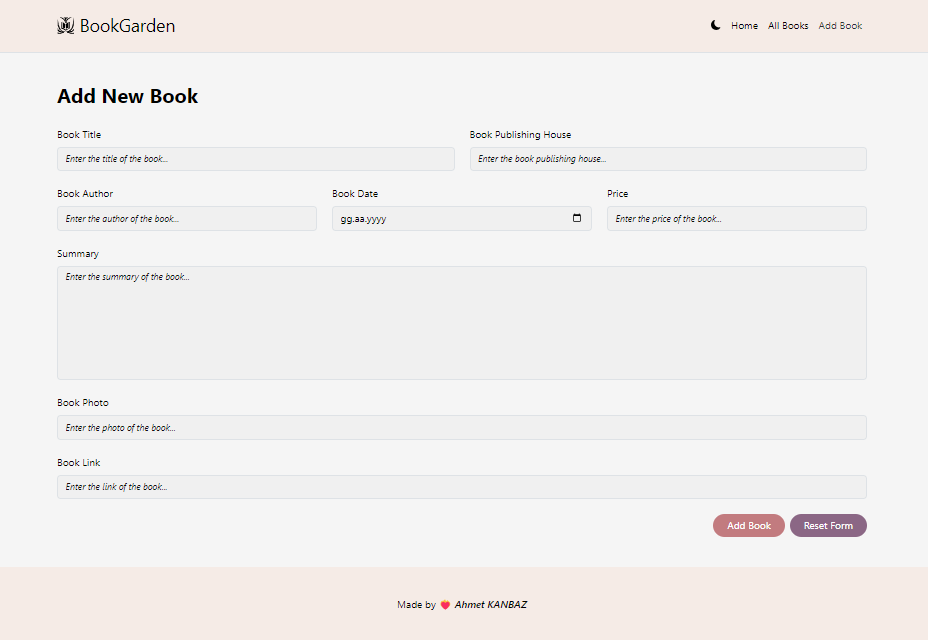 BookGarden
Home All Books Add Book
Add New Book
Book Title Book Publishing House
Enter the title of the book... Enter the book publishing house...
Book Author Book Date Price
Enter the author of the book... gg.aa.yyyy Enter the price of the book...
Summary
Enter the summary of the book...
Book Photo
Enter the photo of the book...
Book Link
Enter the link of the book...
Add Book Reset Form
Made by ❤️ Ahmet KANBAZ